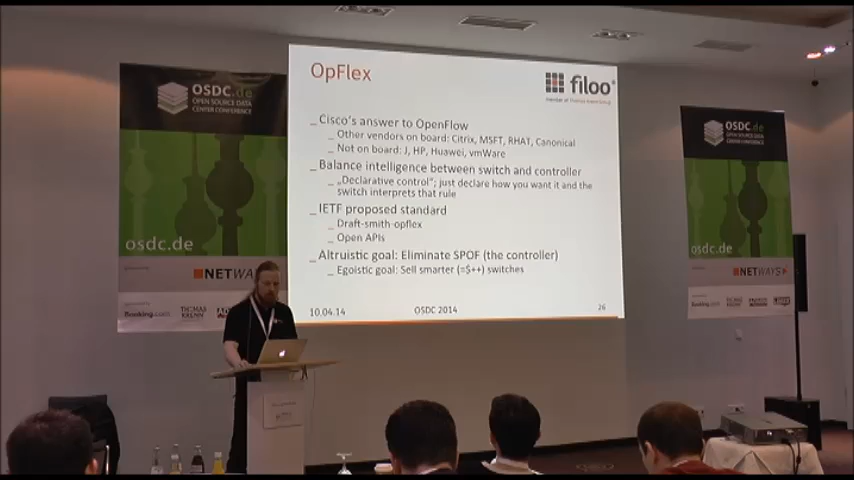 OpFlex
filoo
_ Cisco's answer to OpenFlow
_ Other vendors on board: Citrix, MSFT, RHAT, Canonical
_ Not on board: J, HP, Huawei, vmWare
_ Balance intelligence between switch and controller
_ „Declarative control"; just declare how you want it and the
switch interprets that rule
_ IETF proposed standard
_ Draft-smith-opflex
_ Open APIs
_ Altruistic goal: Eliminate SPOF (the controller)
_ Egoistic goal: Sell smarter (=$++) switches
10.04.14
OSDC 2014
26
OSDC.de
OPEN SOURCE DATA
CENTER CONFERENCE
osdc.de
NETWAYS
Booking.com
THOMAS
KRENN
OSDC.de
OPEN SOURCE DATA
CENTER CONFERENCE
osdc.de
NETWAYS